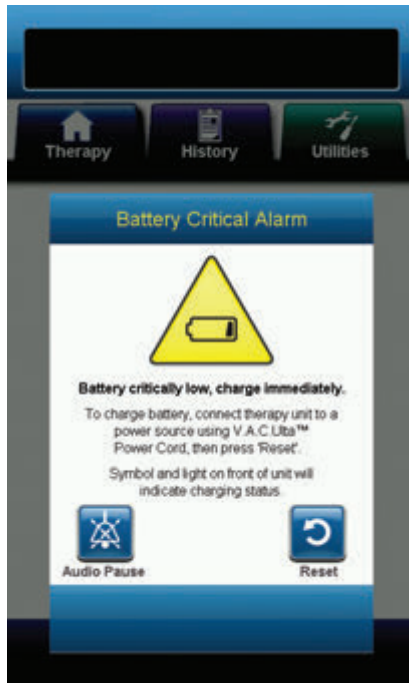 Therapy
History
Utilities
Battery Critical Alarm
Battery critically low, charge immediately.
To charge battery, connect therapy unit to a
power source using V.A.C.Ulta™
Power Cord, then press 'Reset'.
Symbol and light on front of unit will
indicate charging status.
Audio Pause
Reset